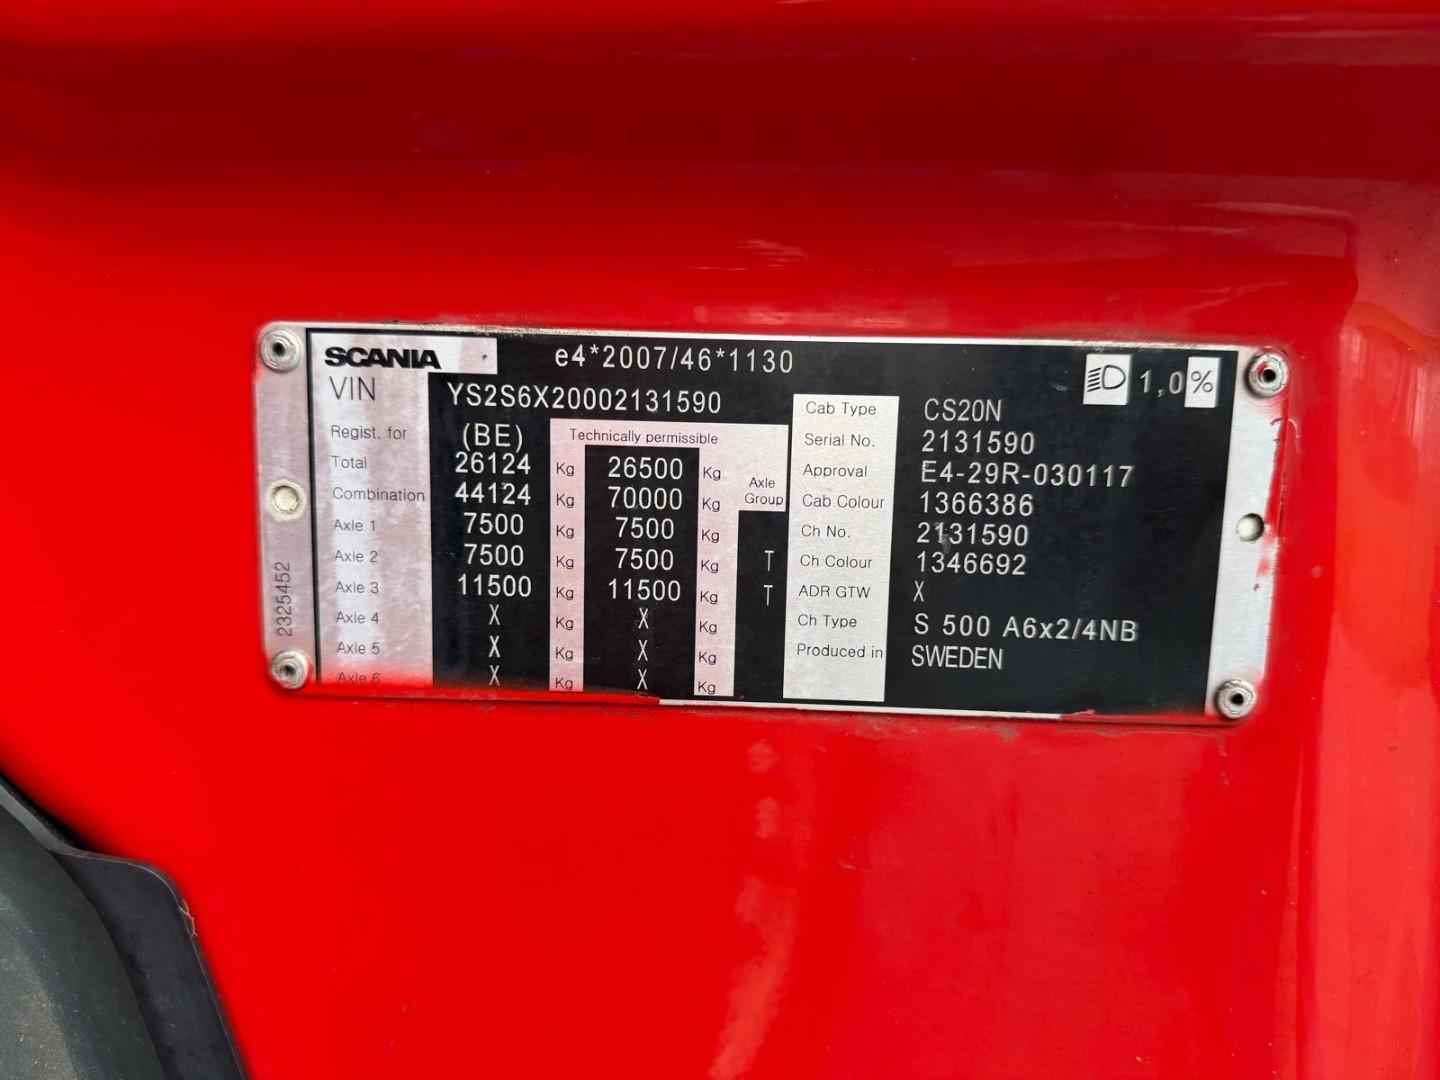 SCANIA e4*2007/46*1130 1,0%
VIN YS2S6X20002131590
Regist. for (BE) Technically permissible
Total 26124 Kg 26500 Kg Axle Group
Combination 44124 Kg 70000 Kg
Axle 1 7500 Kg 7500 Kg
Axle 2 7500 Kg 7500 Kg T
Axle 3 11500 Kg 11500 Kg T
Axle 4 X Kg X Kg
Axle 5 X Kg X Kg
Axle 6 X Kg X Kg
Cab Type CS20N
Serial No. 2131590
Approval E4-29R-030117
Cab Colour 1366386
Ch No. 2131590
Ch Colour 1346692
ADR GTW X
Ch Type S 500 A6x2/4NB
Produced in SWEDEN
2325452